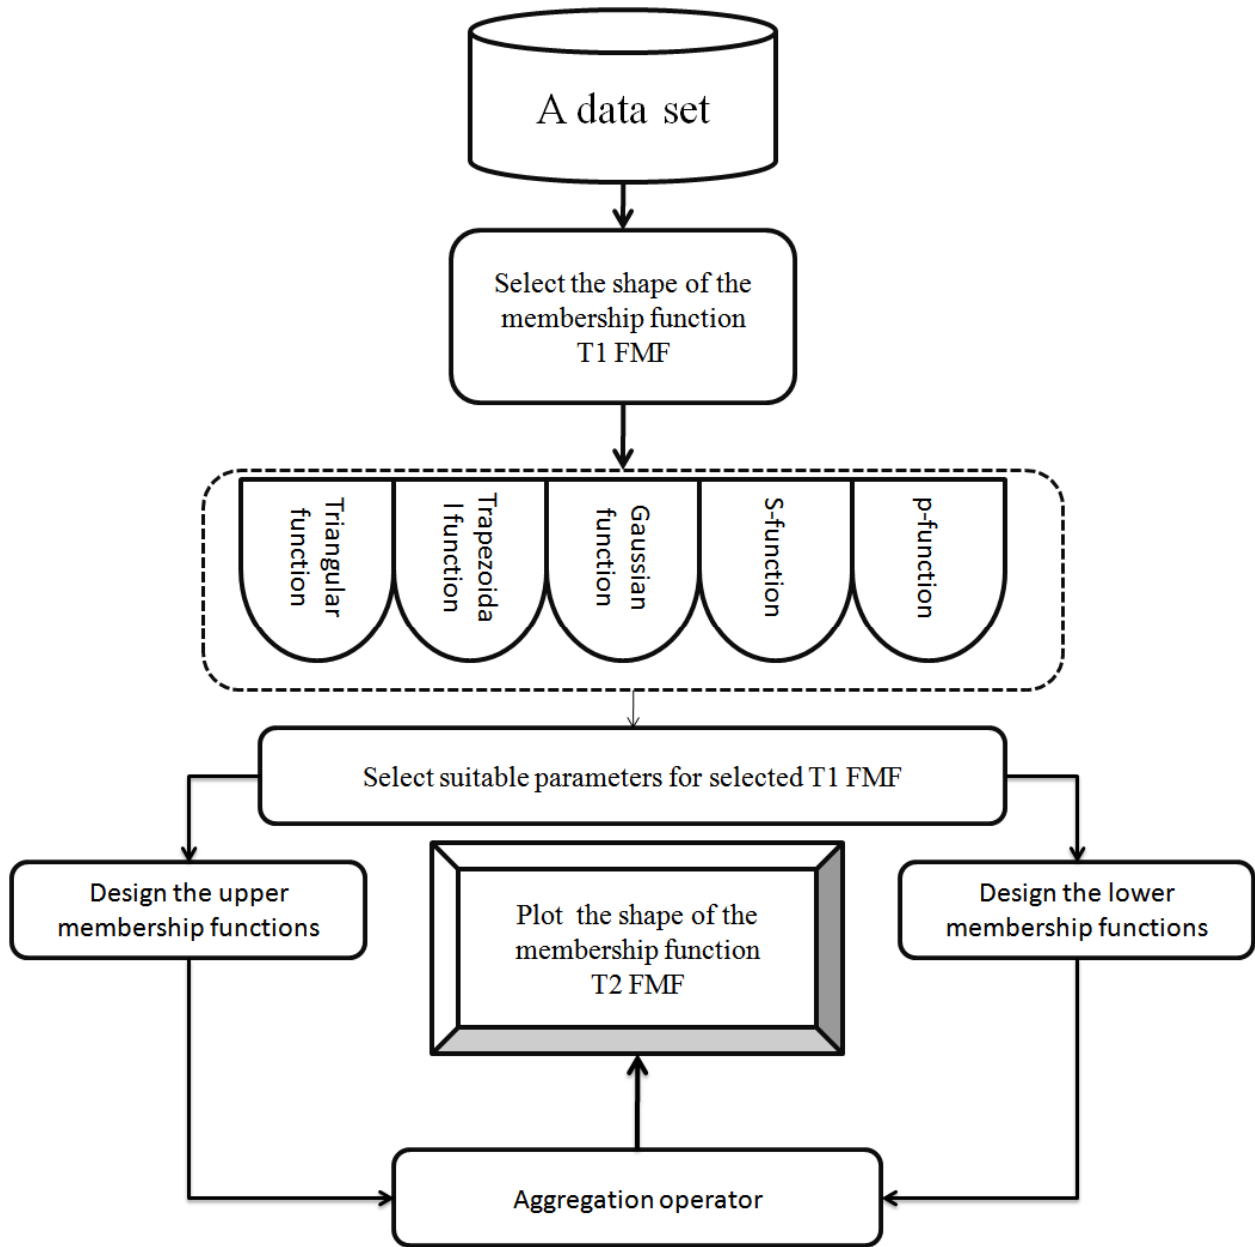 A data set
Select the shape of the
membership function
T1 FMF
Triangular
function
Trapezoida
l function
Gaussian
function
S-function
p-function
Select suitable parameters for selected T1 FMF
Design the upper
membership functions
Plot  the shape of the
membership function
T2 FMF
Design the lower
membership functions
Aggregation operator